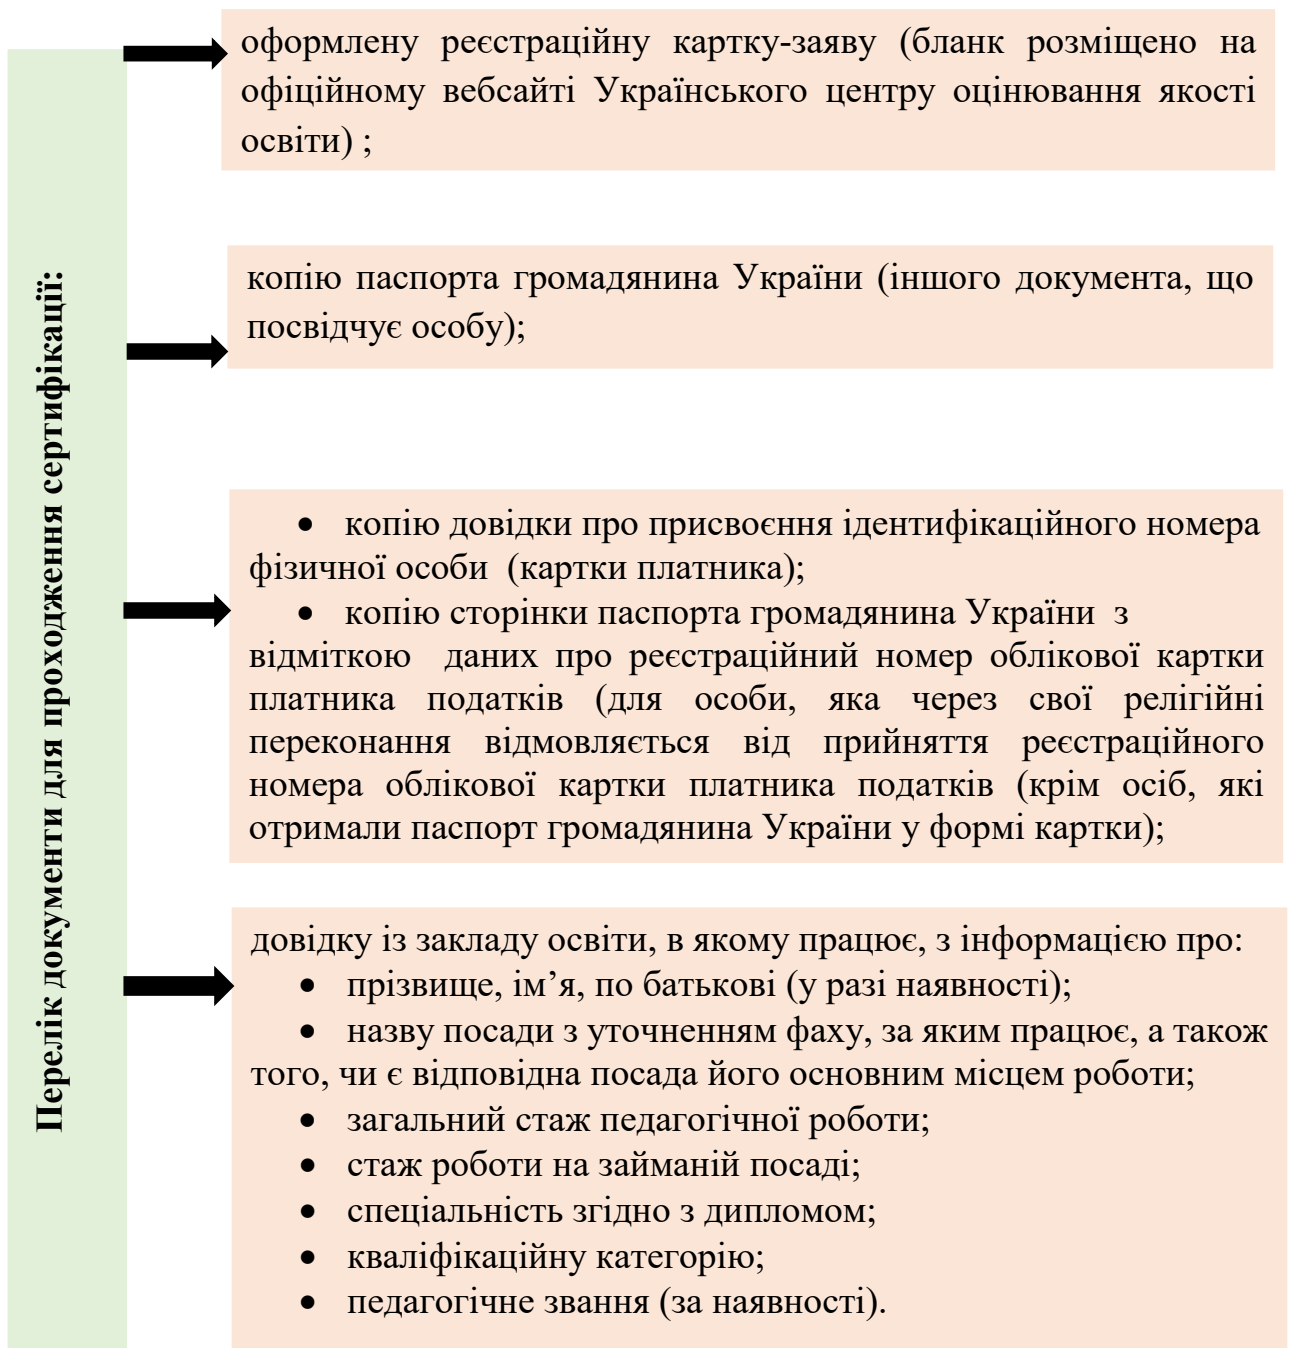 Перелік документи для проходження сертифікації:
оформлену реєстраційну картку-заяву (бланк розміщено на
офіційному вебсайті Українського центру оцінювання якості
освіти) ;
копію паспорта громадянина України (іншого документа, що
посвідчує особу);
• копію довідки про присвоєння ідентифікаційного номера
фізичної особи (картки платника);
• копію сторінки паспорта громадянина України з
відміткою даних про реєстраційний номер облікової картки
платника податків (для особи, яка через свої релігійні
переконання відмовляється від прийняття реєстраційного
номера облікової картки платника податків (крім осіб, які
отримали паспорт громадянина України у формі картки);
довідку із закладу освіти, в якому працює, з інформацією про:
• прізвище, ім’я, по батькові (у разі наявності);
• назву посади з уточненням фаху, за яким працює, а також
того, чи є відповідна посада його основним місцем роботи;
• загальний стаж педагогічної роботи;
• стаж роботи на займаній посаді;
• спеціальність згідно з дипломом;
• кваліфікаційну категорію;
• педагогічне звання (за наявності).